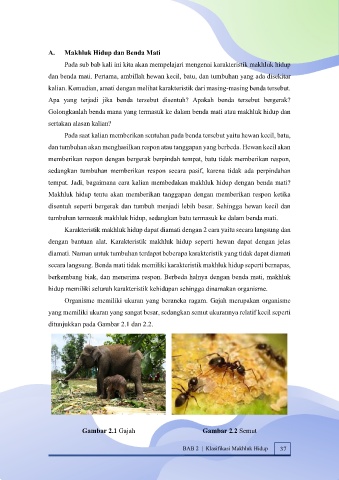 A. Makhluk Hidup dan Benda Mati
Pada sub bab kali ini kita akan mempelajari mengenai karakteristik makhluk hidup
dan benda mati. Pertama, ambillah hewan kecil, batu, dan tumbuhan yang ada disekitar
kalian. Kemudian, amati dengan melihat karakteristik dari masing-masing benda tersebut.
Apa yang terjadi jika benda tersebut disentuh? Apakah benda tersebut bergerak?
Golongkanlah benda mana yang termasuk ke dalam benda mati atau makhluk hidup dan
sertakan alasan kalian?
Pada saat kalian memberikan sentuhan pada benda tersebut yaitu hewan kecil, batu,
dan tumbuhan akan menghasilkan respon atau tanggapan yang berbeda. Hewan kecil akan
memberikan respon dengan bergerak berpindah tempat, batu tidak memberikan respon,
sedangkan tumbuhan memberikan respon secara pasif, karena tidak ada perpindahan
tempat. Jadi, bagaimana cara kalian membedakan makhluk hidup dengan benda mati?
Makhluk hidup tentu akan memberikan tanggapan dengan memberikan respon ketika
disentuh seperti bergerak dan tumbuh menjadi lebih besar. Sehingga hewan kecil dan
tumbuhan termasuk makhluk hidup, sedangkan batu termasuk ke dalam benda mati.
Karakteristik makhluk hidup dapat diamati dengan 2 cara yaitu secara langsung dan
dengan bantuan alat. Karakteristik makhluk hidup seperti hewan dapat dengan jelas
diamati. Namun untuk tumbuhan terdapat beberapa karakteristik yang tidak dapat diamati
secara langsung. Benda mati tidak memiliki karakteristik makhluk hidup seperti bernapas,
berkembang biak, dan menerima respon. Berbeda halnya dengan benda mati, makhluk
hidup memiliki seluruh karakteristik kehidupan sehingga dinamakan organisme.
Organisme memiliki ukuran yang beraneka ragam. Gajah merupakan organisme
yang memiliki ukuran yang sangat besar, sedangkan semut ukurannya relatif kecil seperti
ditunjukkan pada Gambar 2.1 dan 2.2.
Gambar 2.1 Gajah
Gambar 2.2 Semut
BAB 2 | Klasifikasi Makhluk Hidup 37